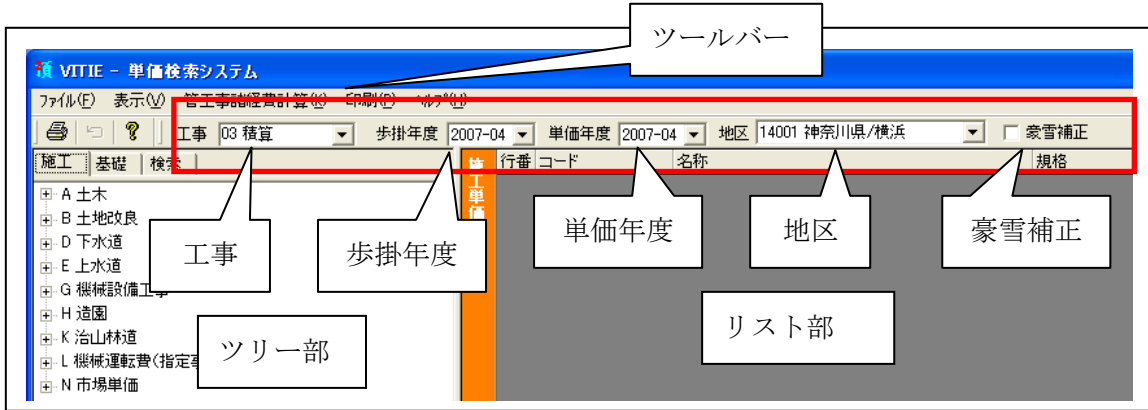 ツールバー
頂 VITIE - 単価検索システム
ファイル(F) 表示(V) 管工事諸経費計算(K) 印刷(P) ヘルプ(H)
工事 03 積算 歩掛年度 2007-04 単価年度 2007-04 地区 14001 神奈川県/横浜 豪雪補正
施工 基礎 検索 施工単価 行番 コード 名称 規格
A 土木
B 土地改良
D 下水道
E 上水道
G 機械設備工事
H 造園
K 治山林道
L 機械運転費(指定事
N 市場単価
工事 歩掛年度 単価年度 地区 豪雪補正
ツリー部 リスト部